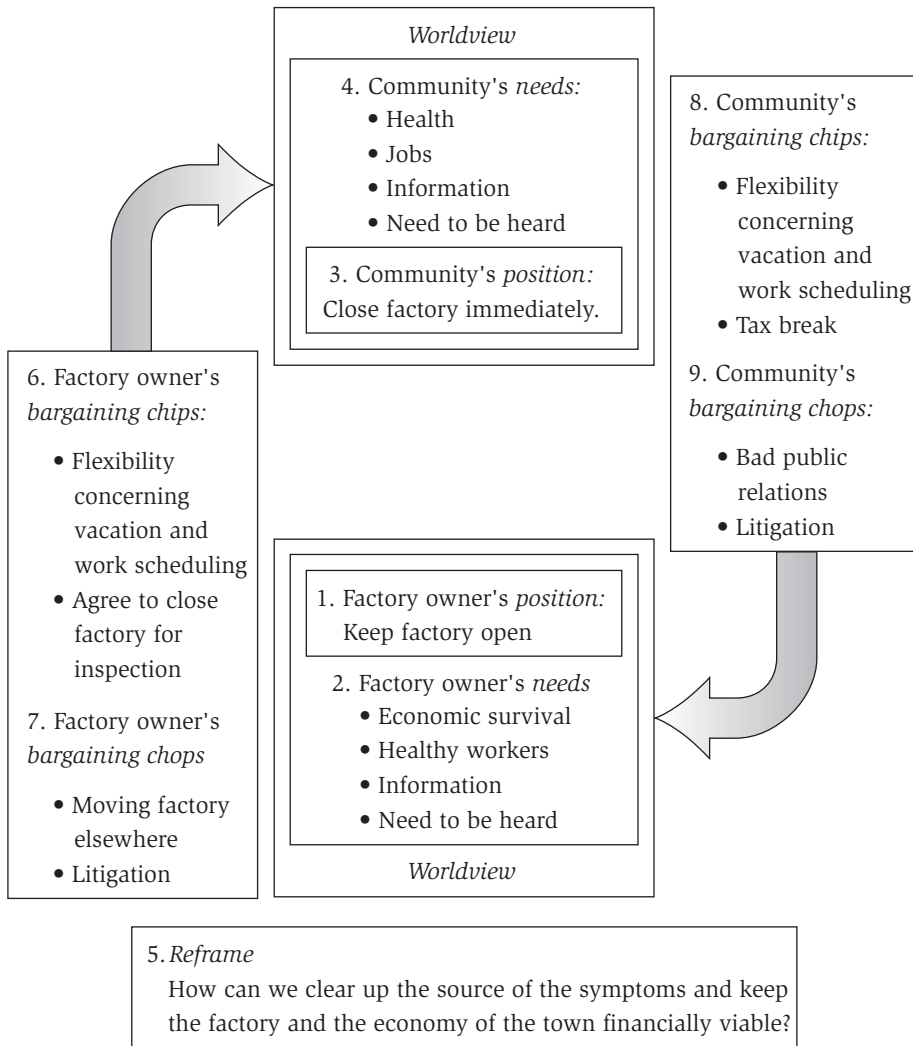 Worldview
4. Community's needs:
• Health
• Jobs
• Information
• Need to be heard
3. Community's position:
Close factory immediately.
8. Community's
bargaining chips:
• Flexibility
concerning
vacation and
work scheduling
• Tax break
9. Community's
bargaining chops:
• Bad public
relations
• Litigation
6. Factory owner's
bargaining chips:
• Flexibility
concerning
vacation and
work scheduling
• Agree to close
factory for
inspection
7. Factory owner's
bargaining chops
• Moving factory
elsewhere
• Litigation
1. Factory owner's position:
Keep factory open
2. Factory owner's needs
• Economic survival
• Healthy workers
• Information
• Need to be heard
Worldview
5. Reframe
How can we clear up the source of the symptoms and keep
the factory and the economy of the town financially viable?